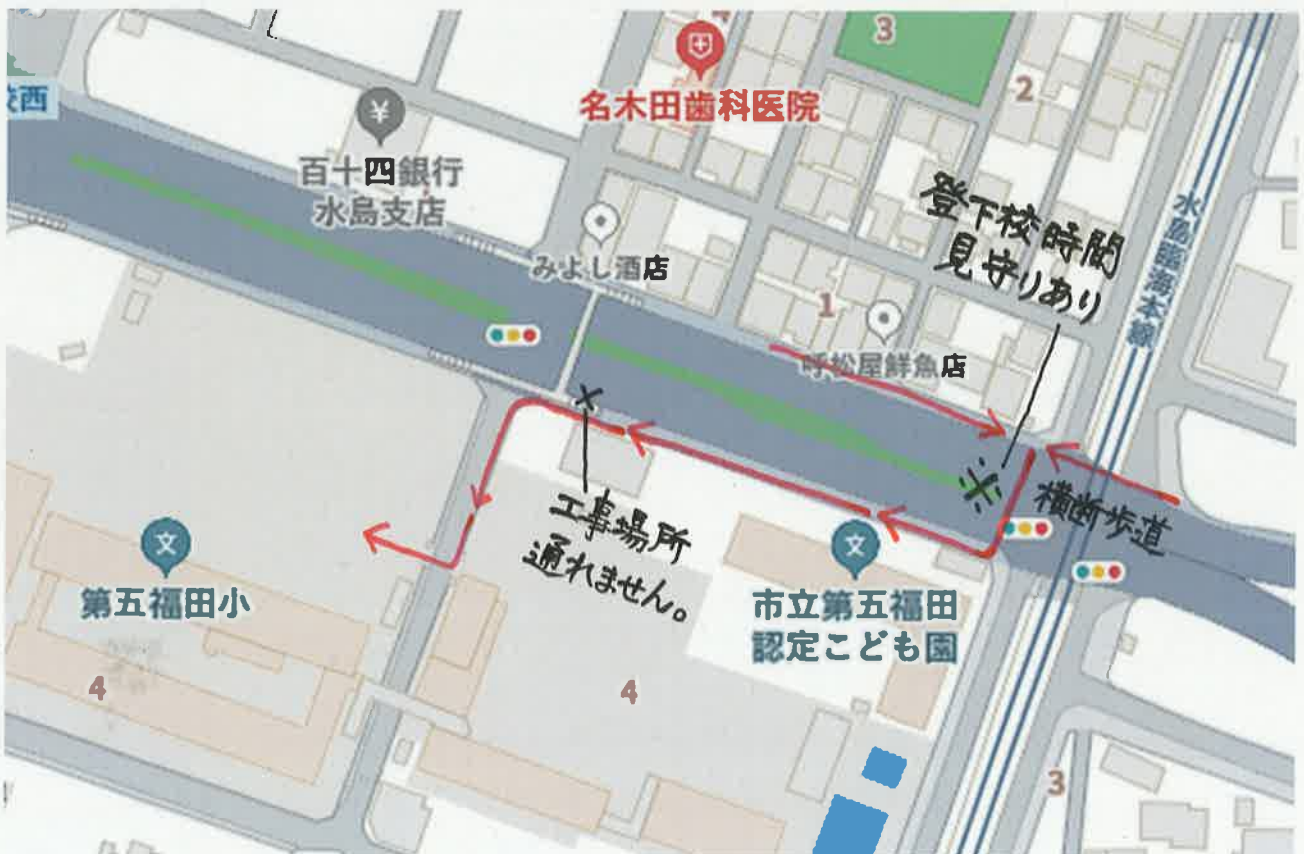 校西
百十四銀行
水島支店
名木田歯科医院
3
2
みよし酒店
1
呼松屋鮮魚店
登下校時間
見守りあり
水島臨海本線
横断歩道
工事場所
通れません。
第五福田小
4
市立第五福田
認定こども園
4
3